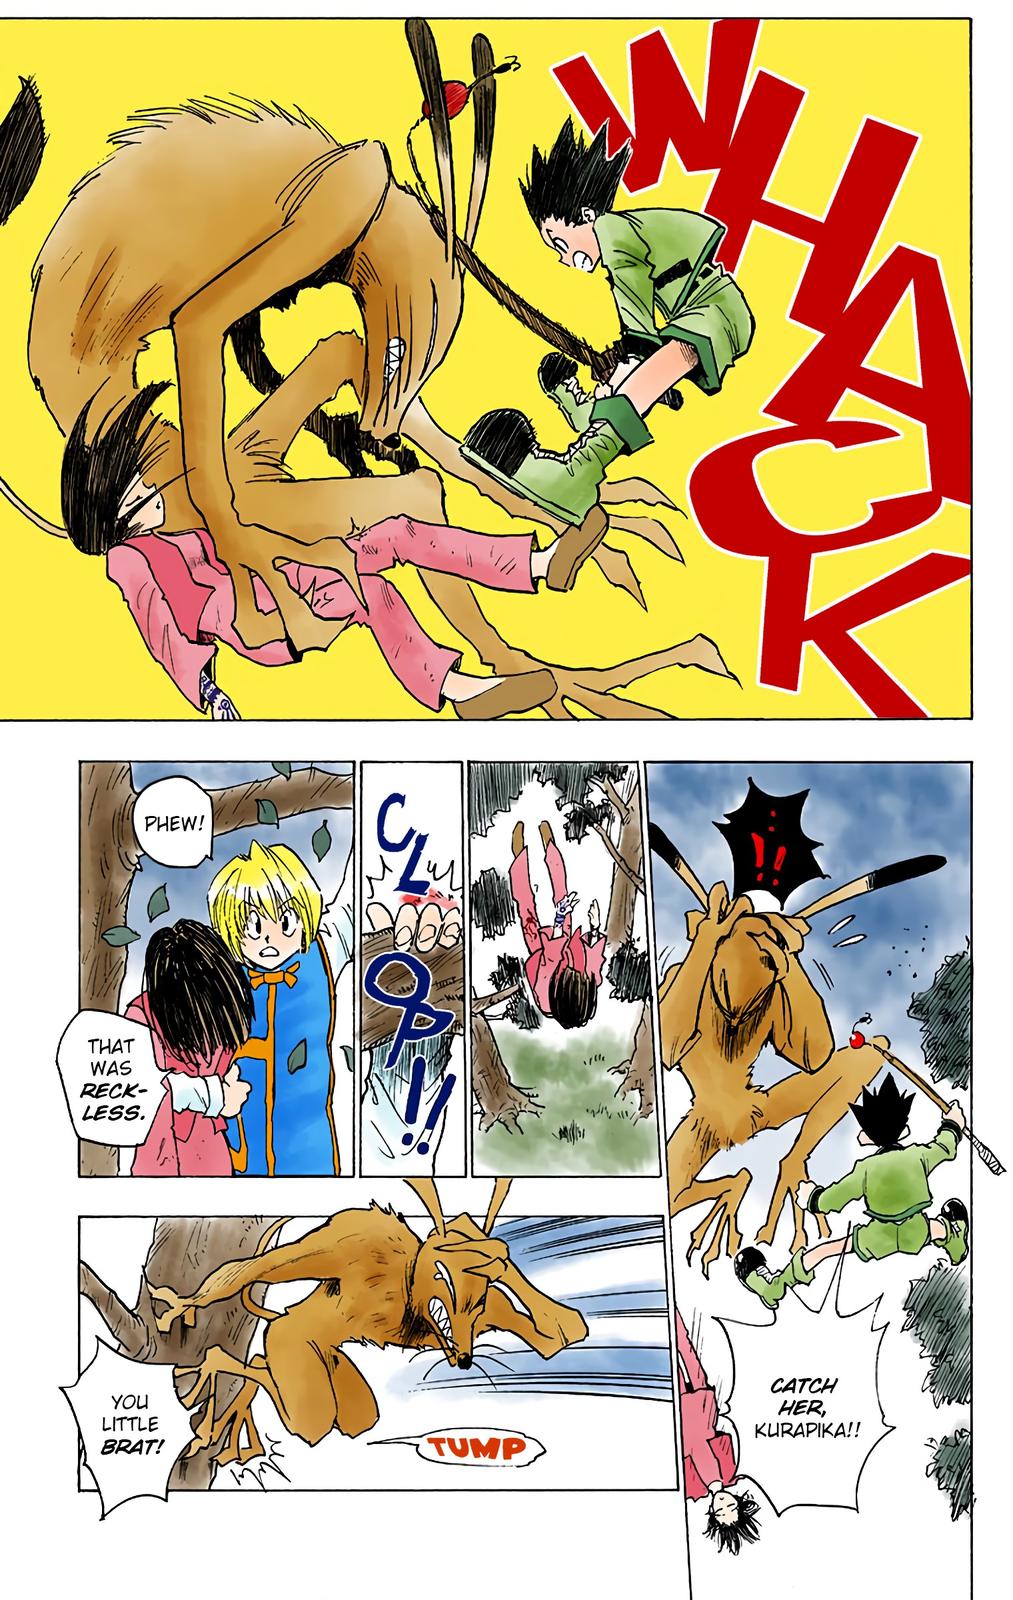 WHACK
!!
CATCH
HER,
KURAPIKA!!
CLOP!!
PHEW!
THAT
WAS
RECK-
LESS.
TUMP
YOU
LITTLE
BRAT!